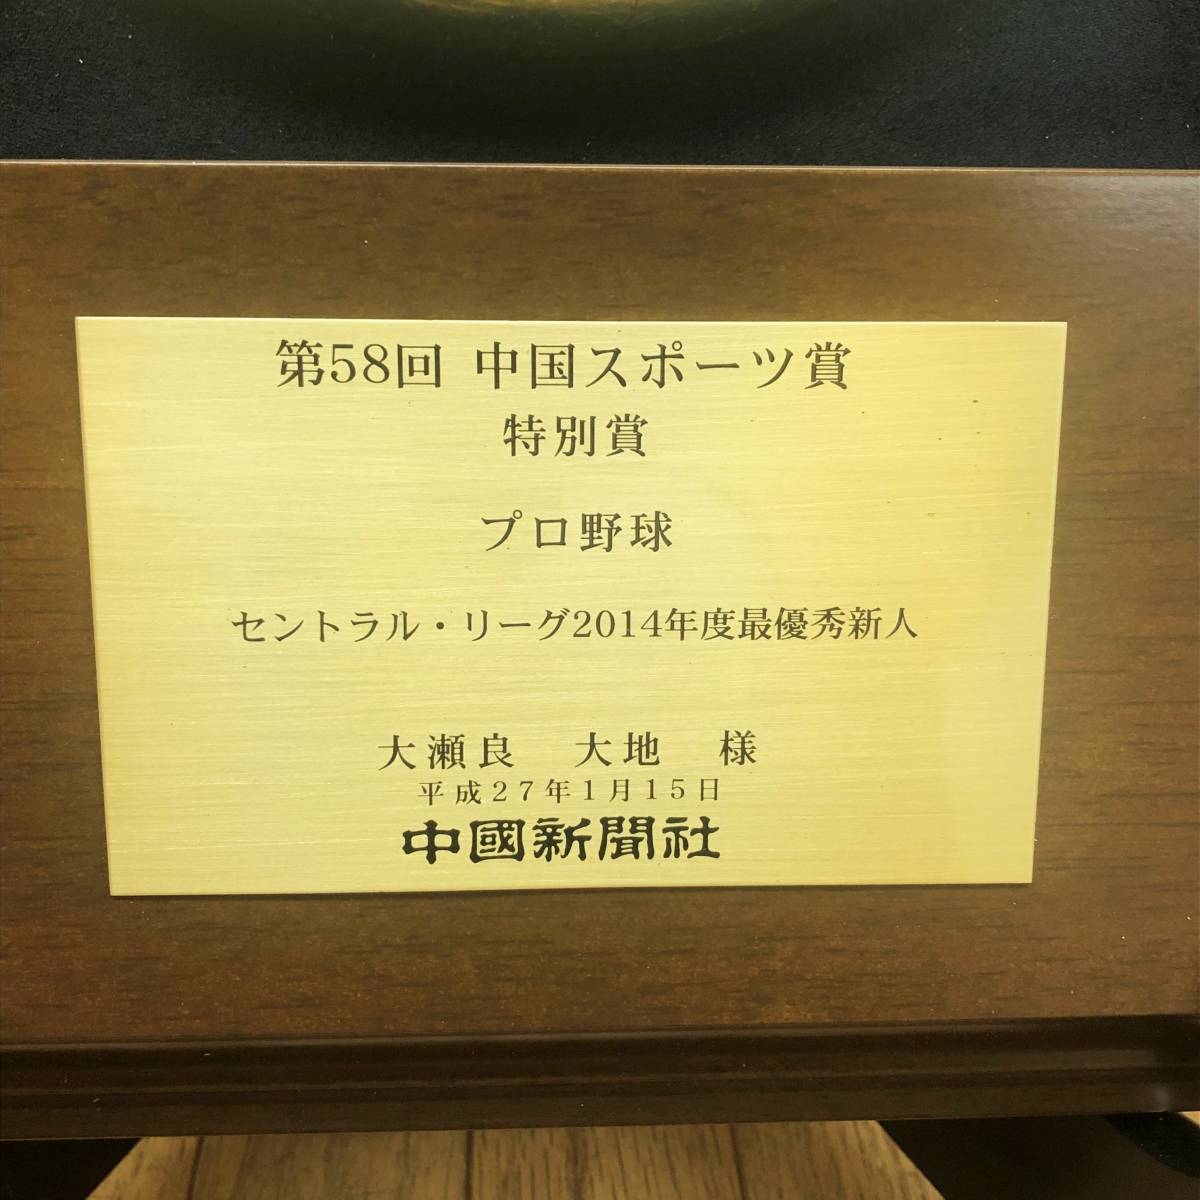 第58回 中国スポーツ賞
特別賞
プロ野球
セントラル・リーグ2014年度最優秀新人
大瀬良　大地　様
平成27年1月15日
中國新聞社